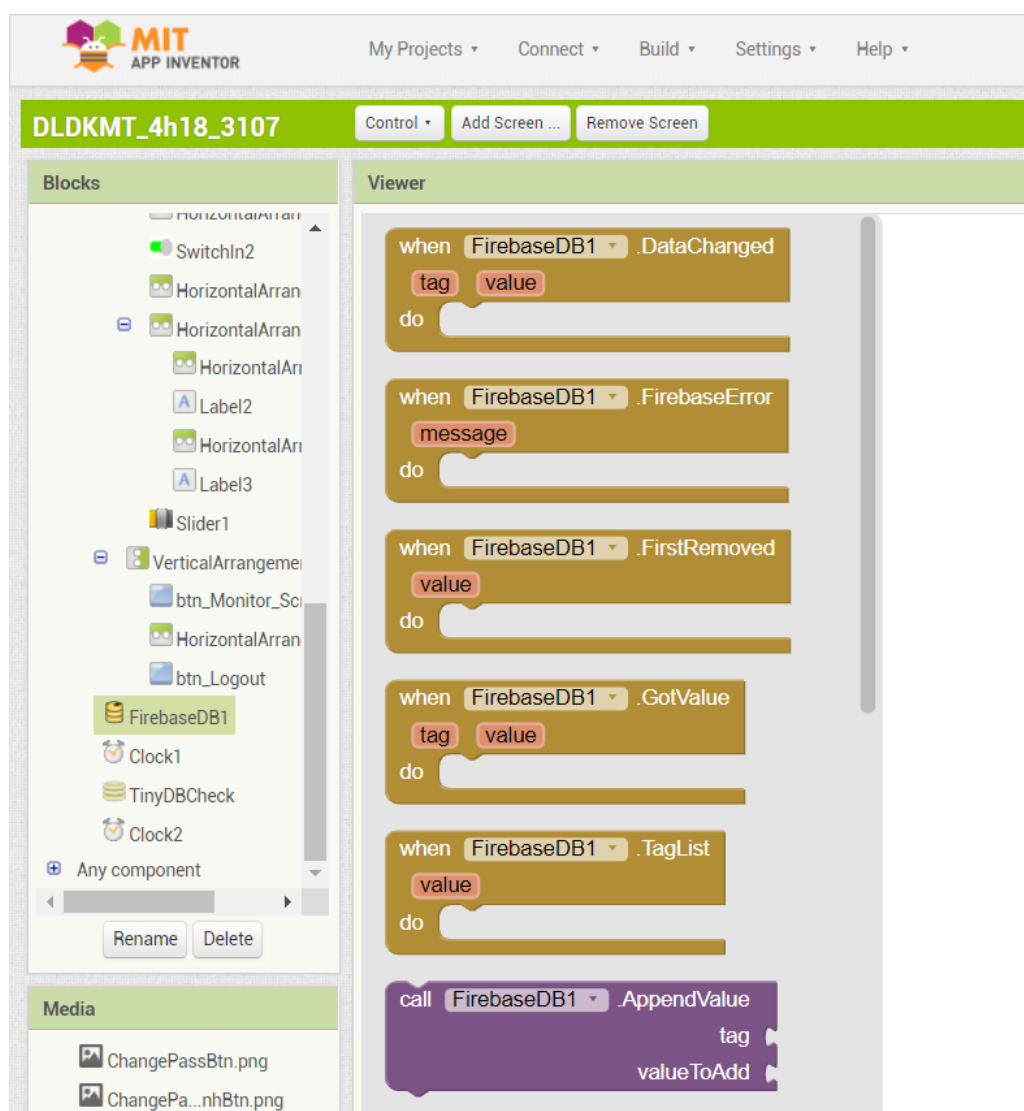 MIT
APP INVENTOR
My Projects Connect Build Settings Help
DLDKMT_4h18_3107
Control Add Screen ... Remove Screen
Blocks
HorizontalArran
SwitchIn2
HorizontalArran
HorizontalArran
HorizontalArr
Label2
HorizontalArr
Label3
Slider1
VerticalArrangemer
btn_Monitor_Scr
HorizontalArran
btn_Logout
FirebaseDB1
Clock1
TinyDBCheck
Clock2
Any component
Rename Delete
Media
ChangePassBtn.png
ChangePa...nhBtn.png
Viewer
when FirebaseDB1 .DataChanged
tag value
do
when FirebaseDB1 .FirebaseError
message
do
when FirebaseDB1 .FirstRemoved
value
do
when FirebaseDB1 .GotValue
tag value
do
when FirebaseDB1 .TagList
value
do
call FirebaseDB1 .AppendValue
tag
valueToAdd